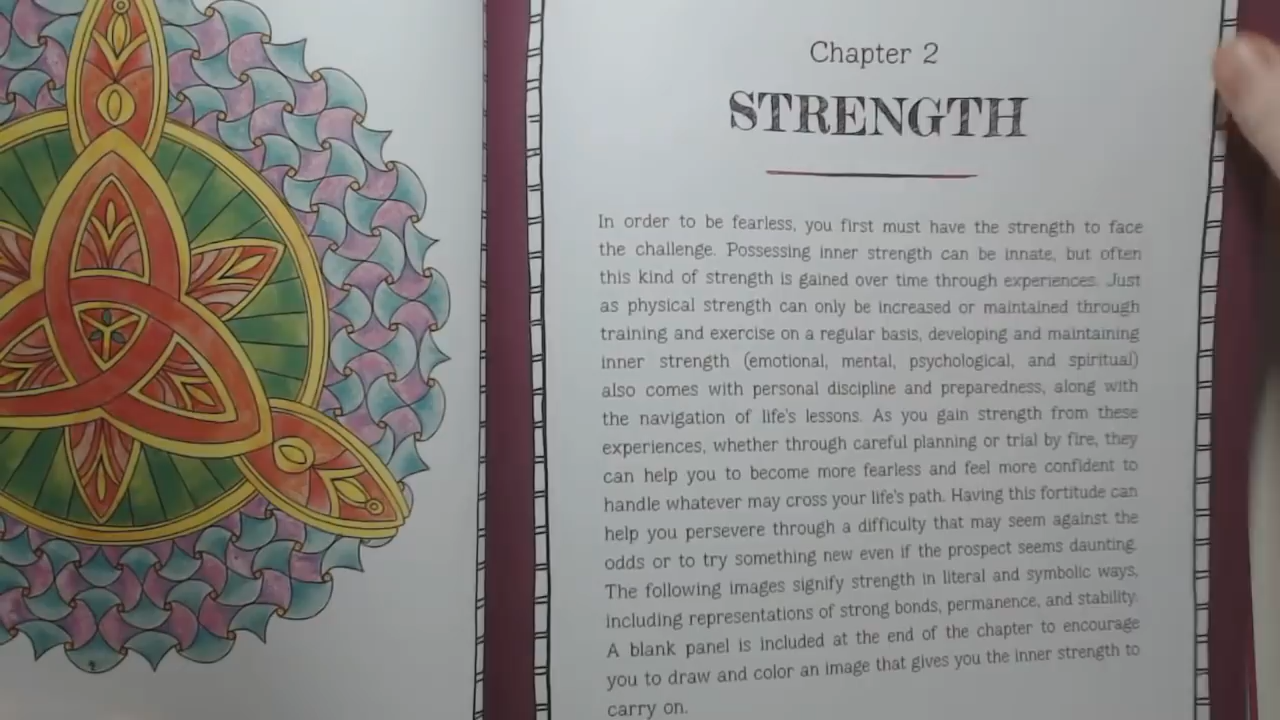 Chapter 2
STRENGTH
In order to be fearless, you first must have the strength to face
the challenge. Possessing inner strength can be innate, but often
this kind of strength is gained over time through experiences. Just
as physical strength can only be increased or maintained through
training and exercise on a regular basis, developing and maintaining
inner strength (emotional, mental, psychological, and spiritual)
also comes with personal discipline and preparedness, along with
the navigation of life's lessons. As you gain strength from these
experiences, whether through careful planning or trial by fire, they
can help you to become more fearless and feel more confident to
handle whatever may cross your life's path. Having this fortitude can
help you persevere through a difficulty that may seem against the
odds or to try something new even if the prospect seems daunting.
The following images signify strength in literal and symbolic ways,
including representations of strong bonds, permanence, and stability.
A blank panel is included at the end of the chapter to encourage
you to draw and color an image that gives you the inner strength to
carry on.